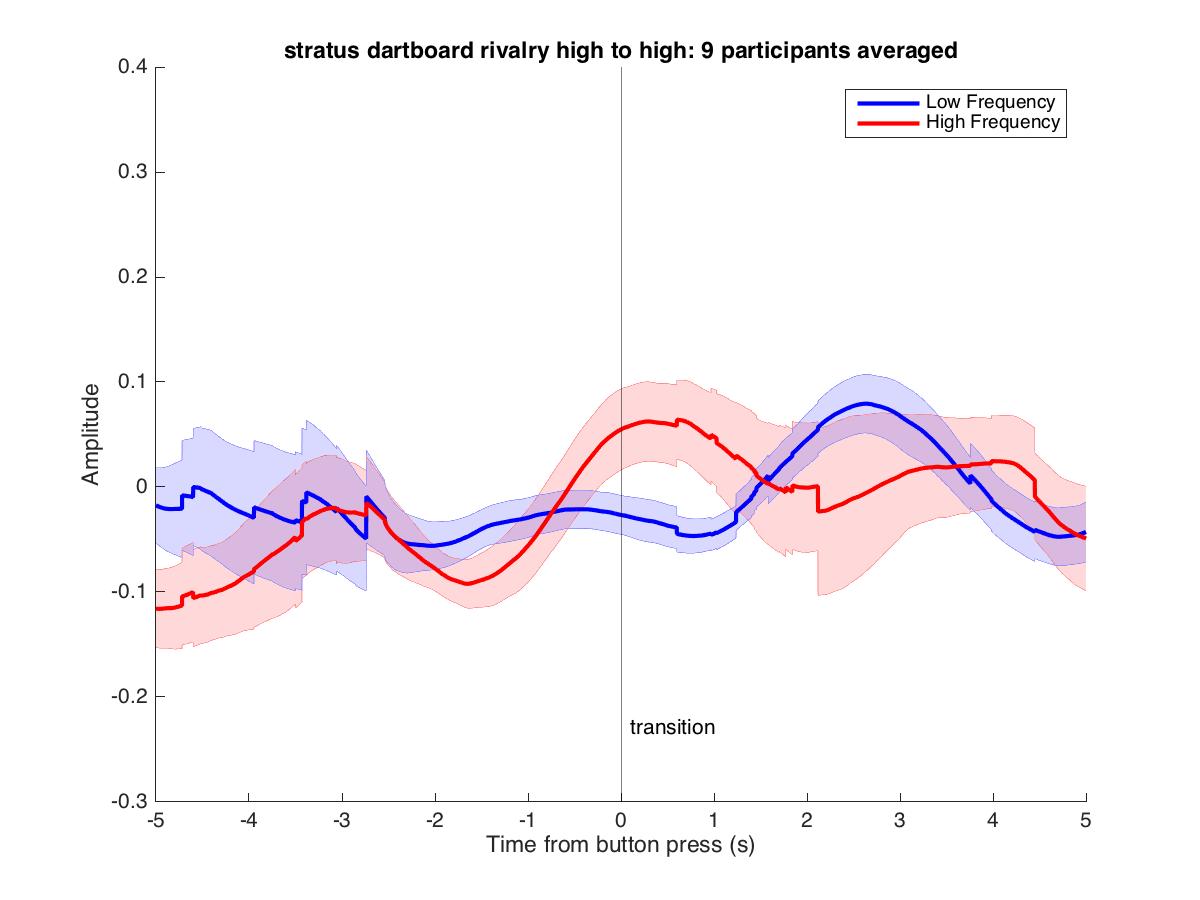 stratus dartboard rivalry high to high: 9 participants averaged
0.4
0.3
0.2
0.1
0
-0.1
-0.2
-0.3
Amplitude
Low Frequency
High Frequency
transition
-5 -4 -3 -2 -1 0 1 2 3 4 5
Time from button press (s)